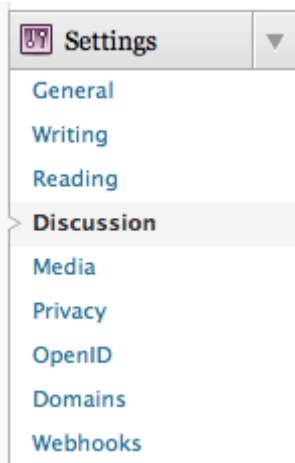 Settings
General
Writing
Reading
Discussion
Media
Privacy
OpenID
Domains
Webhooks